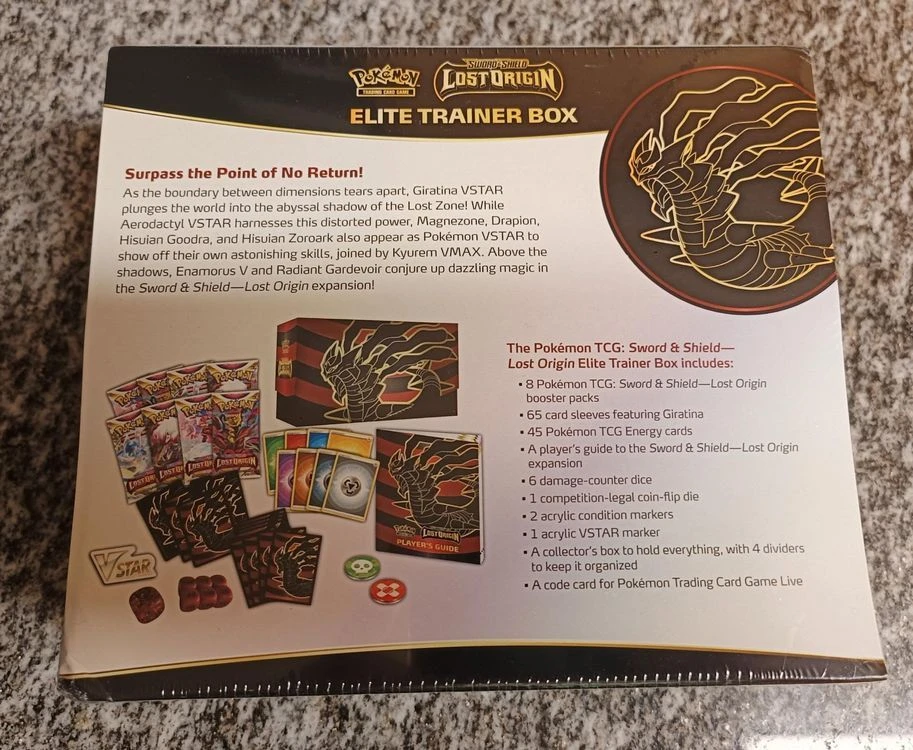 Pokémon
TRADING CARD GAME
SWORD & SHIELD
LOST ORIGIN
ELITE TRAINER BOX
Surpass the Point of No Return!
As the boundary between dimensions tears apart, Giratina VSTAR
plunges the world into the abyssal shadow of the Lost Zone! While
Aerodactyl VSTAR harnesses this distorted power, Magnezone, Drapion,
Hisuian Goodra, and Hisuian Zoroark also appear as Pokémon VSTAR to
show off their own astonishing skills, joined by Kyurem VMAX. Above the
shadows, Enamorus V and Radiant Gardevoir conjure up dazzling magic in
the Sword & Shield—Lost Origin expansion!
The Pokémon TCG: Sword & Shield—
Lost Origin Elite Trainer Box includes:
▪ 8 Pokémon TCG: Sword & Shield—Lost Origin
booster packs
▪ 65 card sleeves featuring Giratina
▪ 45 Pokémon TCG Energy cards
▪ A player's guide to the Sword & Shield—Lost Origin
expansion
▪ 6 damage-counter dice
▪ 1 competition-legal coin-flip die
▪ 2 acrylic condition markers
▪ 1 acrylic VSTAR marker
▪ A collector's box to hold everything, with 4 dividers
to keep it organized
▪ A code card for Pokémon Trading Card Game Live
Pokémon
Pokémon
Pokémon
Pokémon
LOST ORIGIN
Pokémon
LOST ORIGIN
PLAYER'S GUIDE
VSTAR